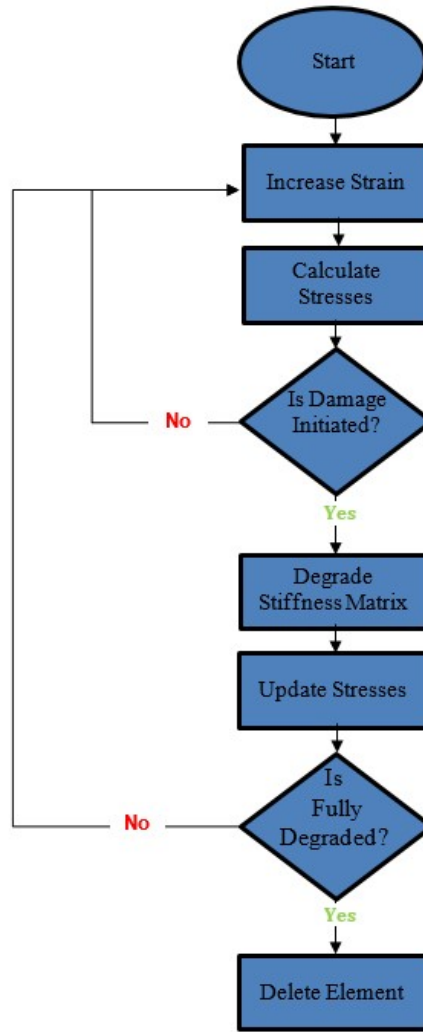 Start
Increase Strain
Calculate
Stresses
Is Damage
Initiated?
No
Yes
Degrade
Stiffness Matrix
Update Stresses
Is
Fully
Degraded?
No
Yes
Delete Element